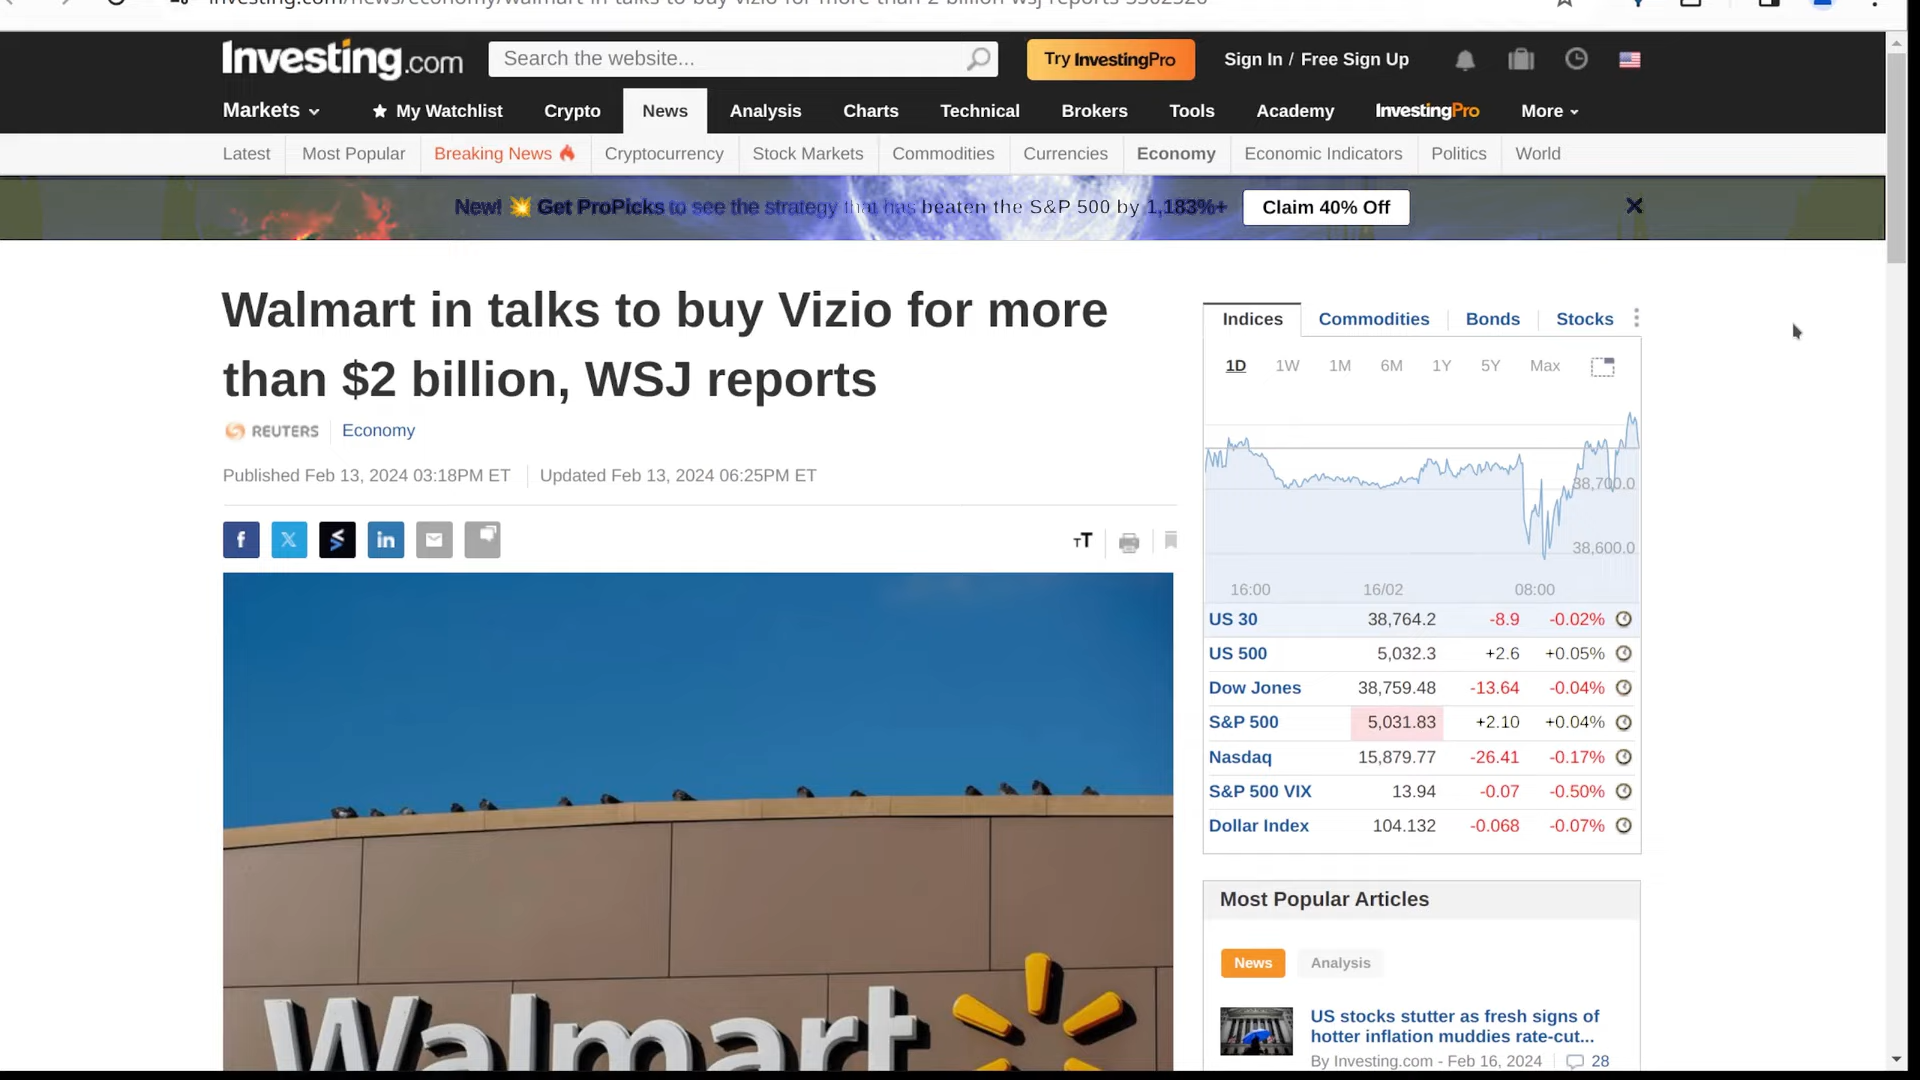 Investing.com
Search the website...
Try InvestingPro
Sign In / Free Sign Up
Markets
My Watchlist
Crypto
News
Analysis
Charts
Technical
Brokers
Tools
Academy
InvestingPro
More
Latest
Most Popular
Breaking News
Cryptocurrency
Stock Markets
Commodities
Currencies
Economy
Economic Indicators
Politics
World
New! 💥 Get ProPicks to see the strategy that has beaten the S&P 500 by 1,183%+
Claim 40% Off
Walmart in talks to buy Vizio for more
than $2 billion, WSJ reports
REUTERS
Economy
Published Feb 13, 2024 03:18PM ET
Updated Feb 13, 2024 06:25PM ET
Walmart
Indices
Commodities
Bonds
Stocks
1D 1W 1M 6M 1Y 5Y Max
38,700.0
38,600.0
16:00 16/02 08:00
US 30 38,764.2 -8.9 -0.02%
US 500 5,032.3 +2.6 +0.05%
Dow Jones 38,759.48 -13.64 -0.04%
S&P 500 5,031.83 +2.10 +0.04%
Nasdaq 15,879.77 -26.41 -0.17%
S&P 500 VIX 13.94 -0.07 -0.50%
Dollar Index 104.132 -0.068 -0.07%
Most Popular Articles
News
Analysis
US stocks stutter as fresh signs of
hotter inflation muddies rate-cut...
By Investing.com - Feb 16, 2024
28